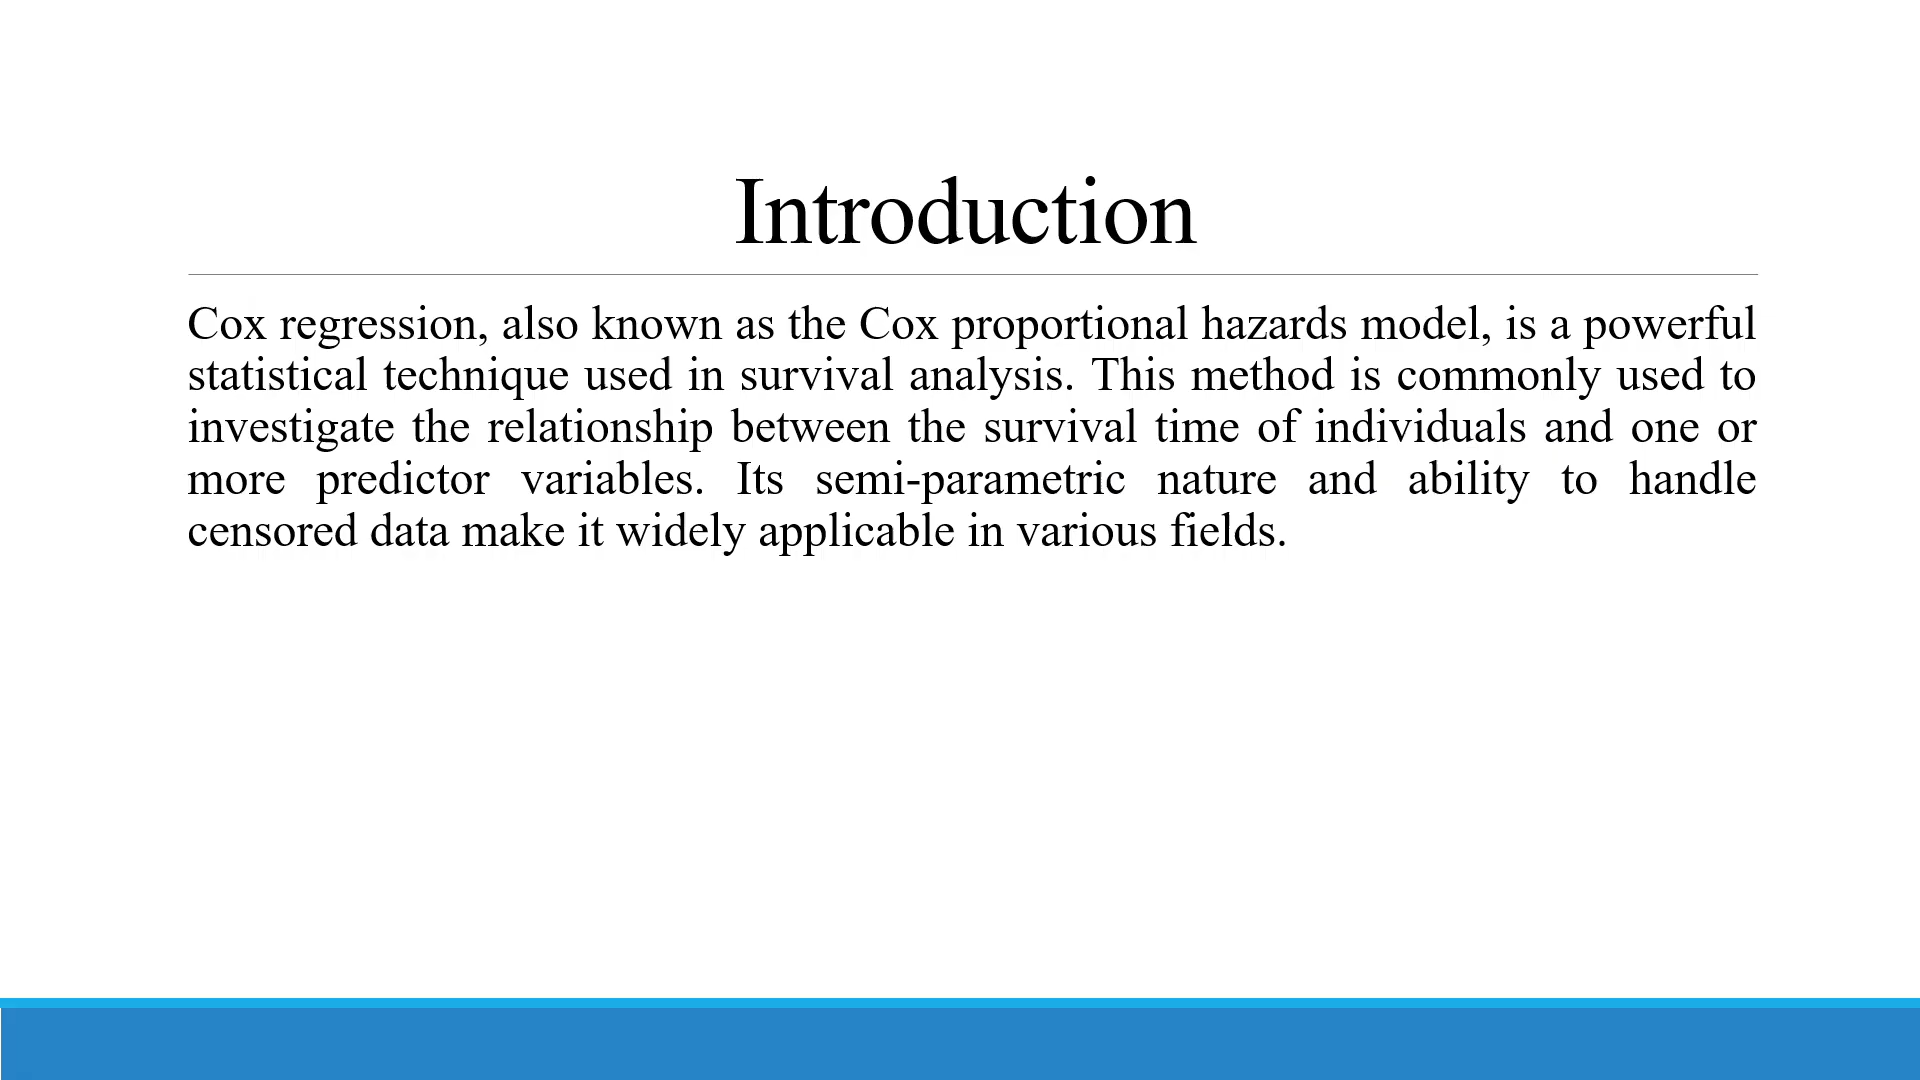 Introduction
Cox regression, also known as the Cox proportional hazards model, is a powerful
statistical technique used in survival analysis. This method is commonly used to
investigate the relationship between the survival time of individuals and one or
more predictor variables. Its semi-parametric nature and ability to handle
censored data make it widely applicable in various fields.